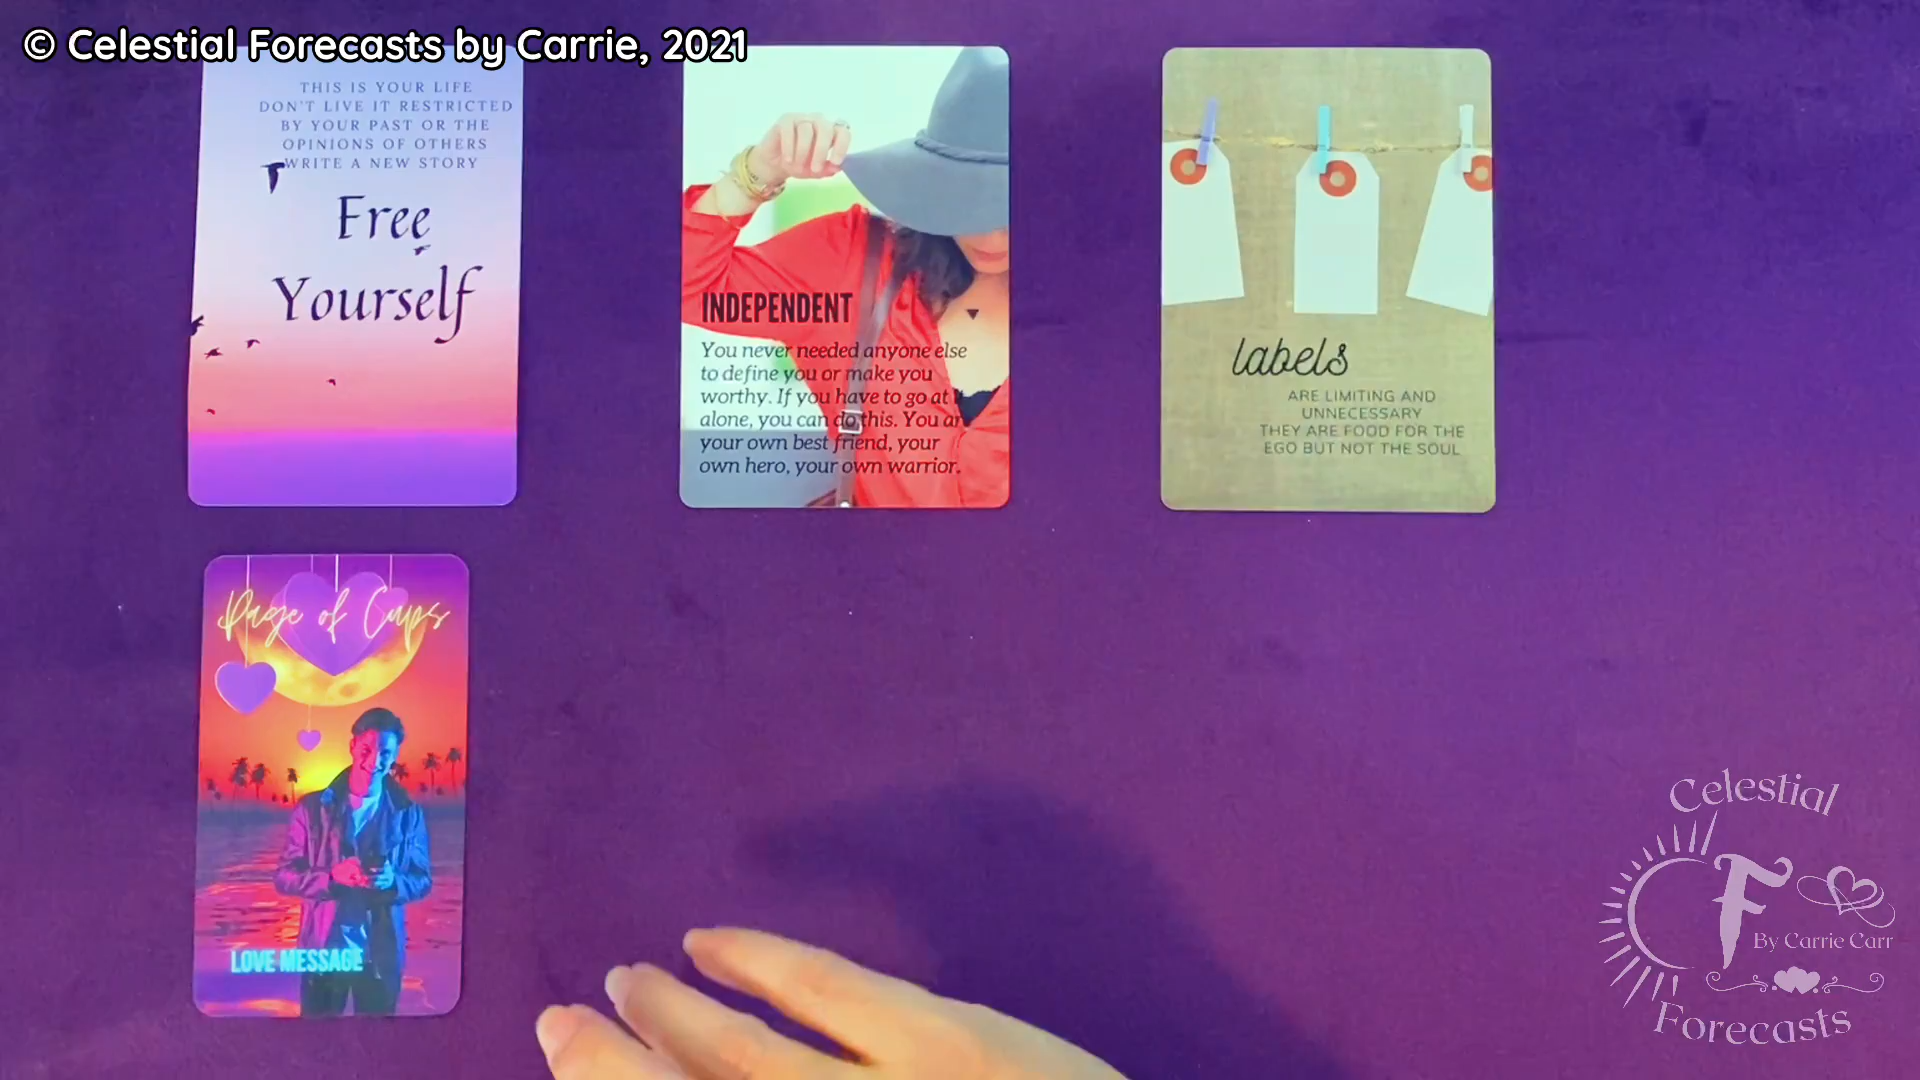 © Celestial Forecasts by Carrie, 2021
THIS IS YOUR LIFE
DON'T LIVE IT RESTRICTED
BY YOUR PAST OR THE
OPINIONS OF OTHERS
WRITE A NEW STORY
Free
Yourself
INDEPENDENT
You never needed anyone else
to define you or make you
worthy. If you have to go at
alone, you can do this. You ar
your own best friend, your
own hero, your own warrior.
labels
ARE LIMITING AND
UNNECESSARY
THEY ARE FOOD FOR THE
EGO BUT NOT THE SOUL
Page of Cups
LOVE MESSAGE
Celestial
F
By Carrie Carr
Forecasts